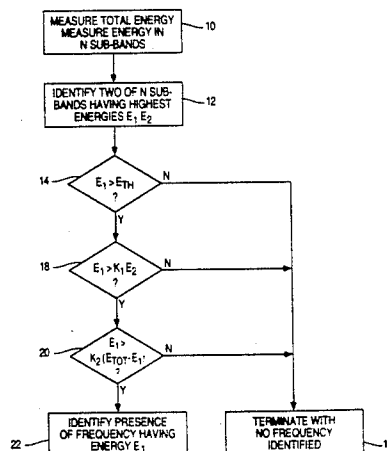 MEASURE TOTAL ENERGY
MEASURE ENERGY IN
N SUB-BANDS
10
IDENTIFY TWO OF N SUB-
BANDS HAVING HIGHEST
ENERGIES E1 E2
12
14
E1>ETH
?
N
Y
18
E1>K1E2
?
N
Y
20
E1>
K2(ETOT-E1)
?
N
Y
IDENTIFY PRESENCE
OF FREQUENCY HAVING
ENERGY E1
22
TERMINATE WITH
NO FREQUENCY
IDENTIFIED